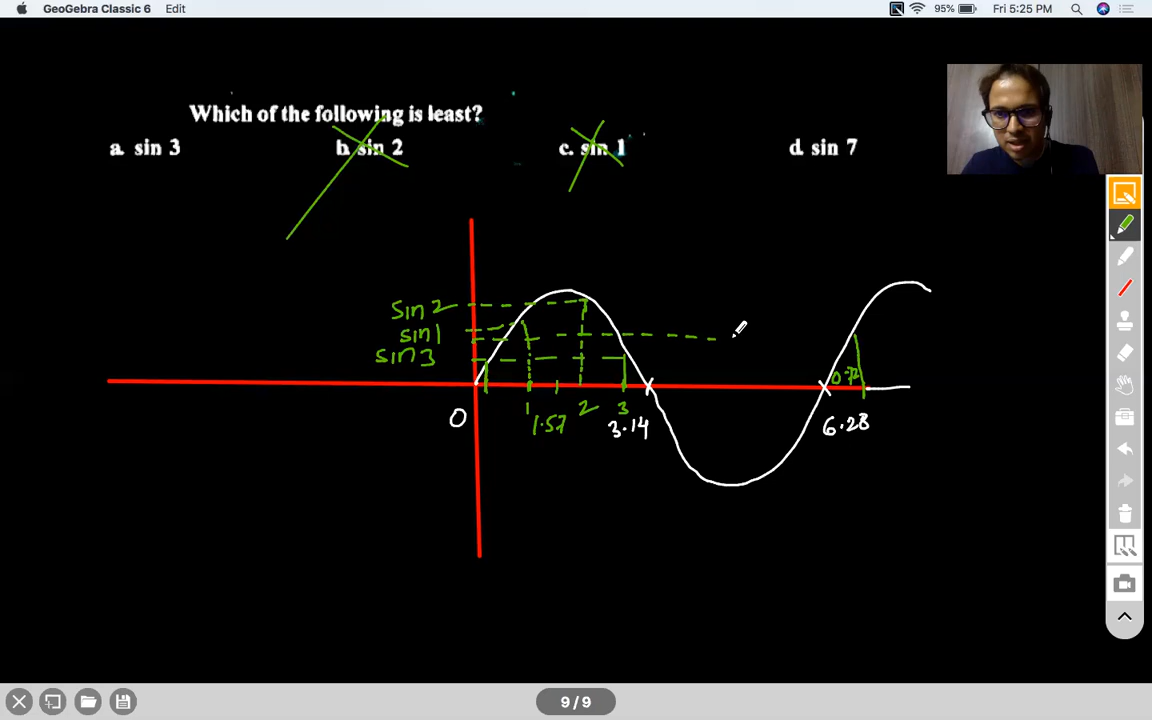 GeoGebra Classic 6 Edit 95% Fri 5:25 PM
Which of the following is least?
a. sin 3 b. sin 2 c. sin 1 d. sin 7
sin 2
sin 1
sin 3
0.72
0 1 1.57 2 3 3.14 6.28
9 / 9